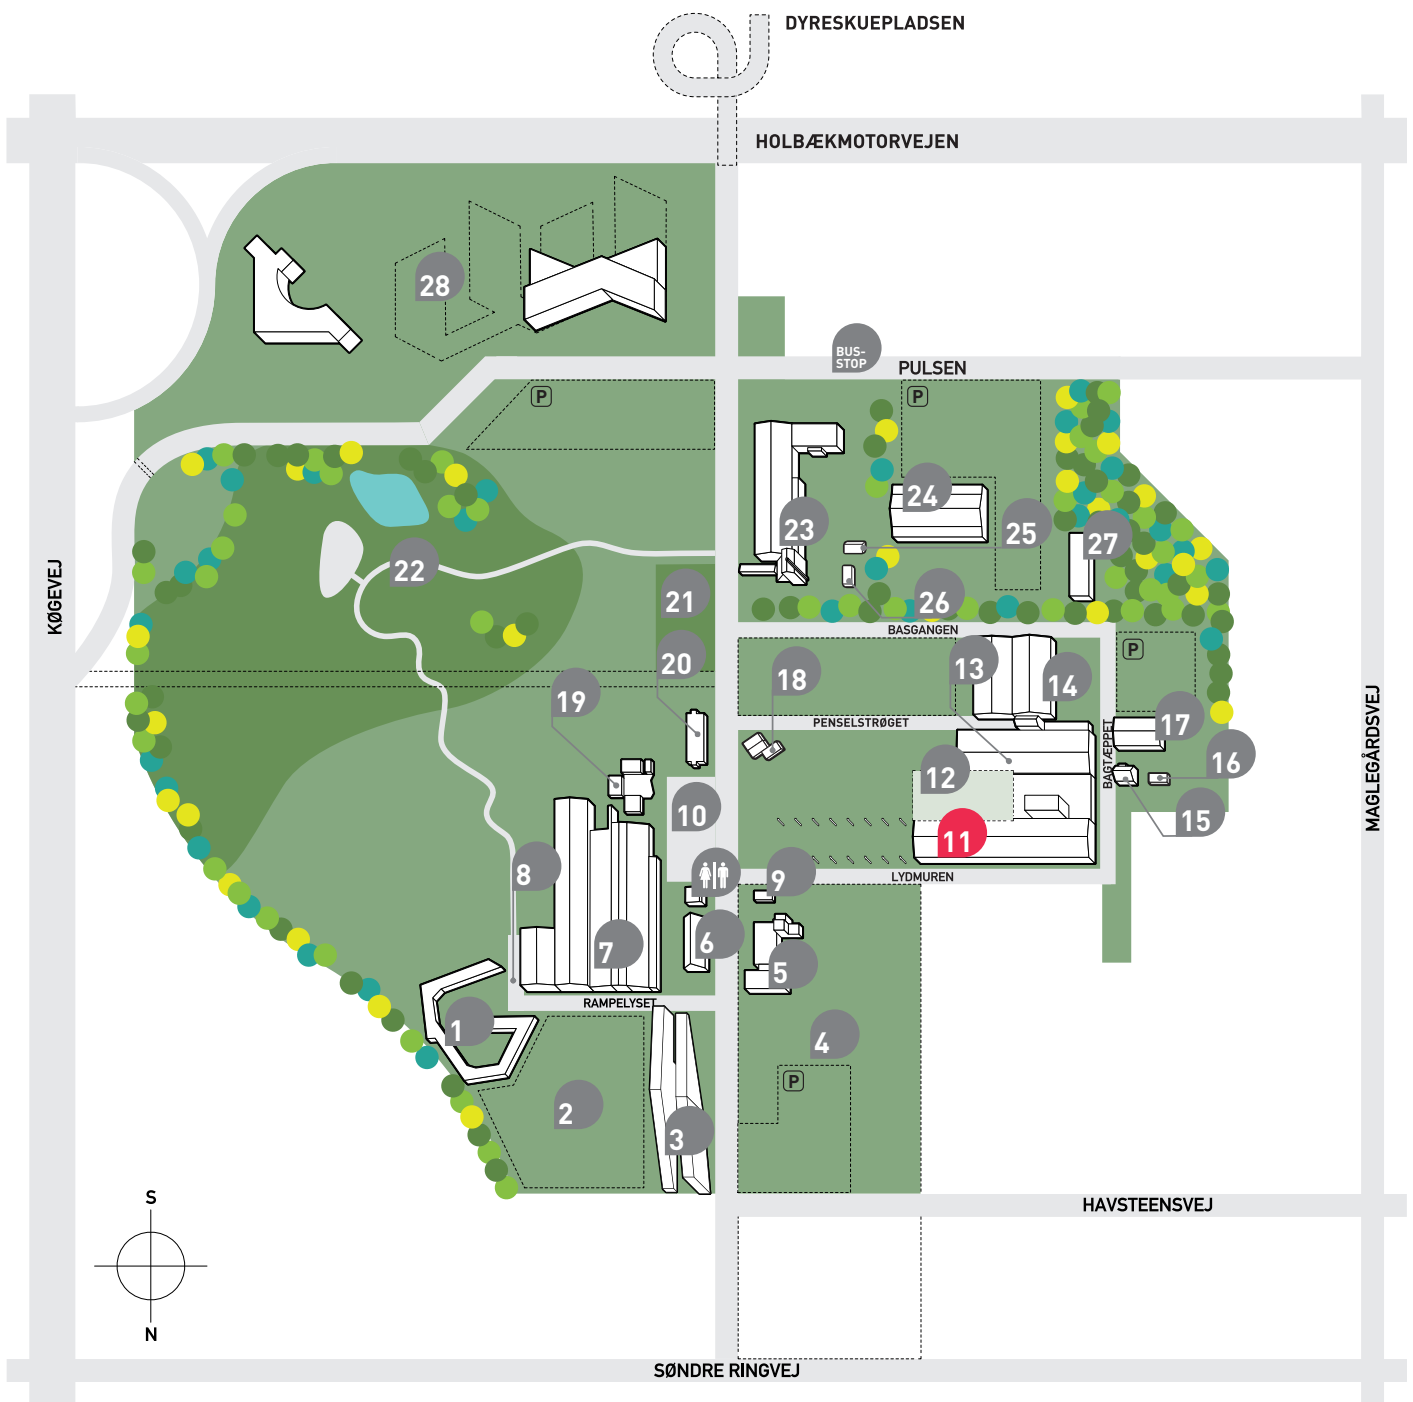 DYRESKUEPLADSEN
HOLBÆKMOTORVEJEN
28
BUS-
STOP
PULSEN
P
P
24
23
25
27
22
21
26
KØGEVEJ
BASGANGEN
20
13
P
18
14
19
PENSELSTRØGET
17
MAGLEGÅRDSVEJ
BAGTÆPPET
16
12
10
15
11
8
9
LYDMUREN
6
7
5
RAMPELYSET
1
4
P
2
3
S
HAVSTEENSVEJ
N
SØNDRE RINGVEJ